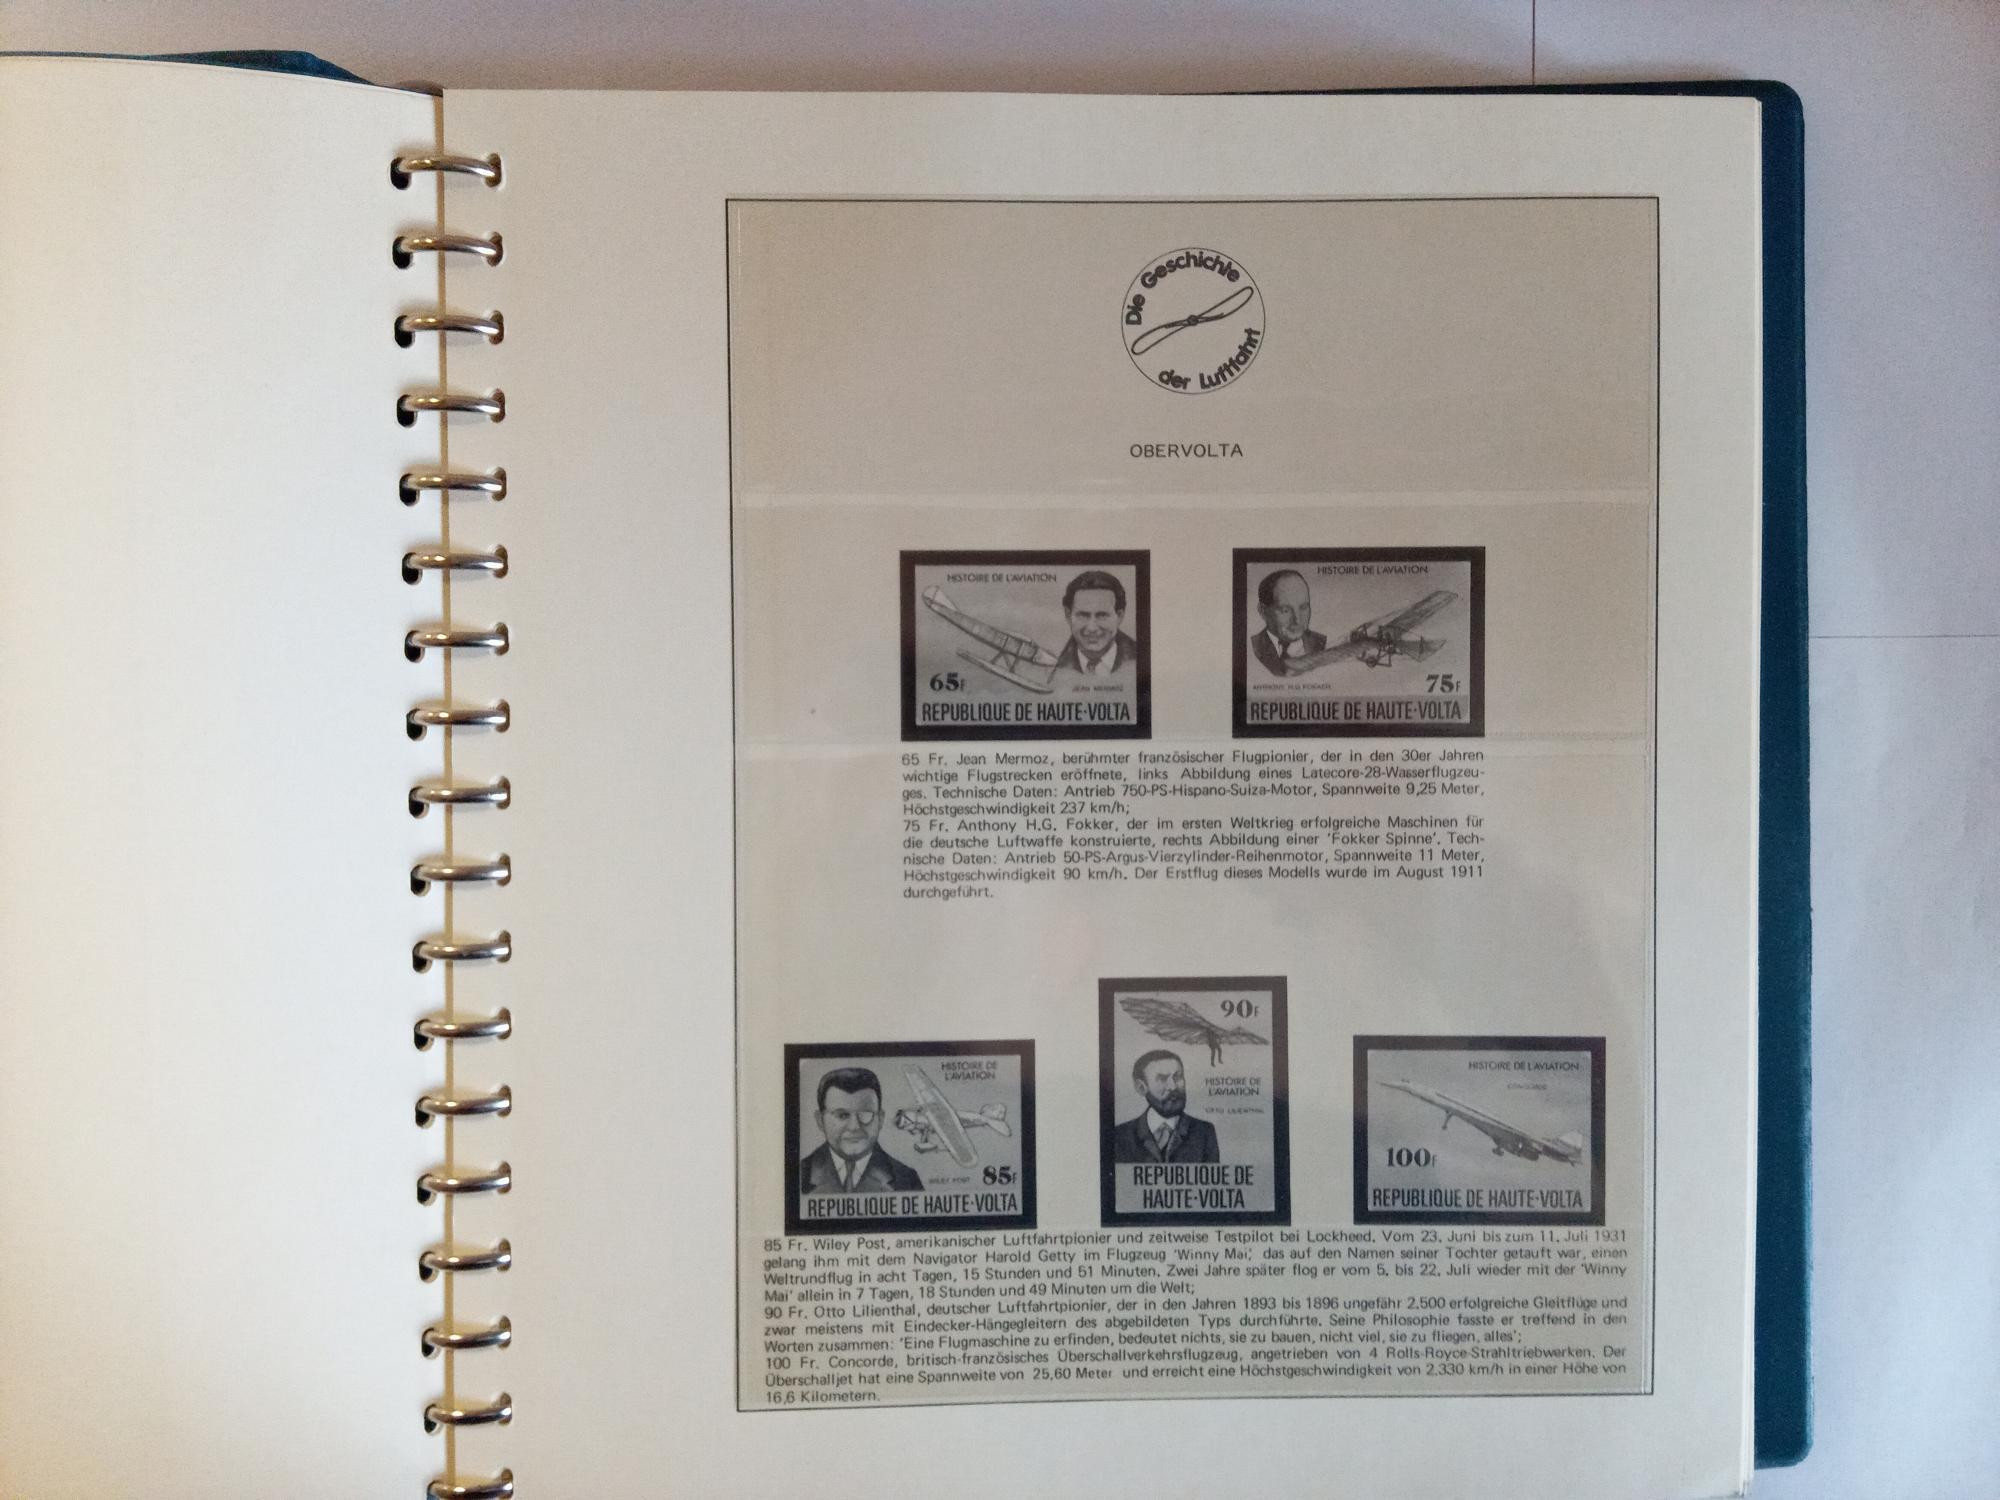 Die Geschichte
der Luftfahrt
OBERVOLTA
HISTOIRE DE L'AVIATION
65F
JEAN MERMOZ
REPUBLIQUE DE HAUTE·VOLTA
HISTOIRE DE L'AVIATION
ANTHONY H.G. FOKKER
75F
REPUBLIQUE DE HAUTE·VOLTA
65 Fr. Jean Mermoz, berühmter französischer Flugpionier, der in den 30er Jahren
wichtige Flugstrecken eröffnete, links Abbildung eines Latecore-28-Wasserflugzeu-
ges. Technische Daten: Antrieb 750-PS-Hispano-Suiza-Motor, Spannweite 9,25 Meter,
Höchstgeschwindigkeit 237 km/h;
75 Fr. Anthony H.G. Fokker, der im ersten Weltkrieg erfolgreiche Maschinen für
die deutsche Luftwaffe konstruierte, rechts Abbildung einer 'Fokker Spinne'. Tech-
nische Daten: Antrieb 50-PS-Argus-Vierzylinder-Reihenmotor, Spannweite 11 Meter,
Höchstgeschwindigkeit 90 km/h. Der Erstflug dieses Modells wurde im August 1911
durchgeführt.
HISTOIRE DE
L'AVIATION
WILEY POST
85F
REPUBLIQUE DE HAUTE·VOLTA
90F
HISTOIRE DE
L'AVIATION
OTTO LILIENTHAL
REPUBLIQUE DE
HAUTE·VOLTA
HISTOIRE DE L'AVIATION
CONCORDE
100F
REPUBLIQUE DE HAUTE·VOLTA
85 Fr. Wiley Post, amerikanischer Luftfahrtpionier und zeitweise Testpilot bei Lockheed. Vom 23. Juni bis zum 11. Juli 1931
gelang ihm mit dem Navigator Harold Getty im Flugzeug 'Winny Mai,' das auf den Namen seiner Tochter getauft war, einen
Weltrundflug in acht Tagen, 15 Stunden und 51 Minuten. Zwei Jahre später flog er vom 5. bis 22. Juli wieder mit der 'Winny
Mai' allein in 7 Tagen, 18 Stunden und 49 Minuten um die Welt;
90 Fr. Otto Lilienthal, deutscher Luftfahrtpionier, der in den Jahren 1893 bis 1896 ungefähr 2.500 erfolgreiche Gleitflüge und
zwar meistens mit Eindecker-Hängegleitern des abgebildeten Typs durchführte. Seine Philosophie fasste er treffend in den
Worten zusammen: 'Eine Flugmaschine zu erfinden, bedeutet nichts, sie zu bauen, nicht viel, sie zu fliegen, alles';
100 Fr. Concorde, britisch-französisches Überschallverkehrsflugzeug, angetrieben von 4 Rolls-Royce-Strahltriebwerken. Der
Überschalljet hat eine Spannweite von 25,60 Meter und erreicht eine Höchstgeschwindigkeit von 2.330 km/h in einer Höhe von
16,6 Kilometern.